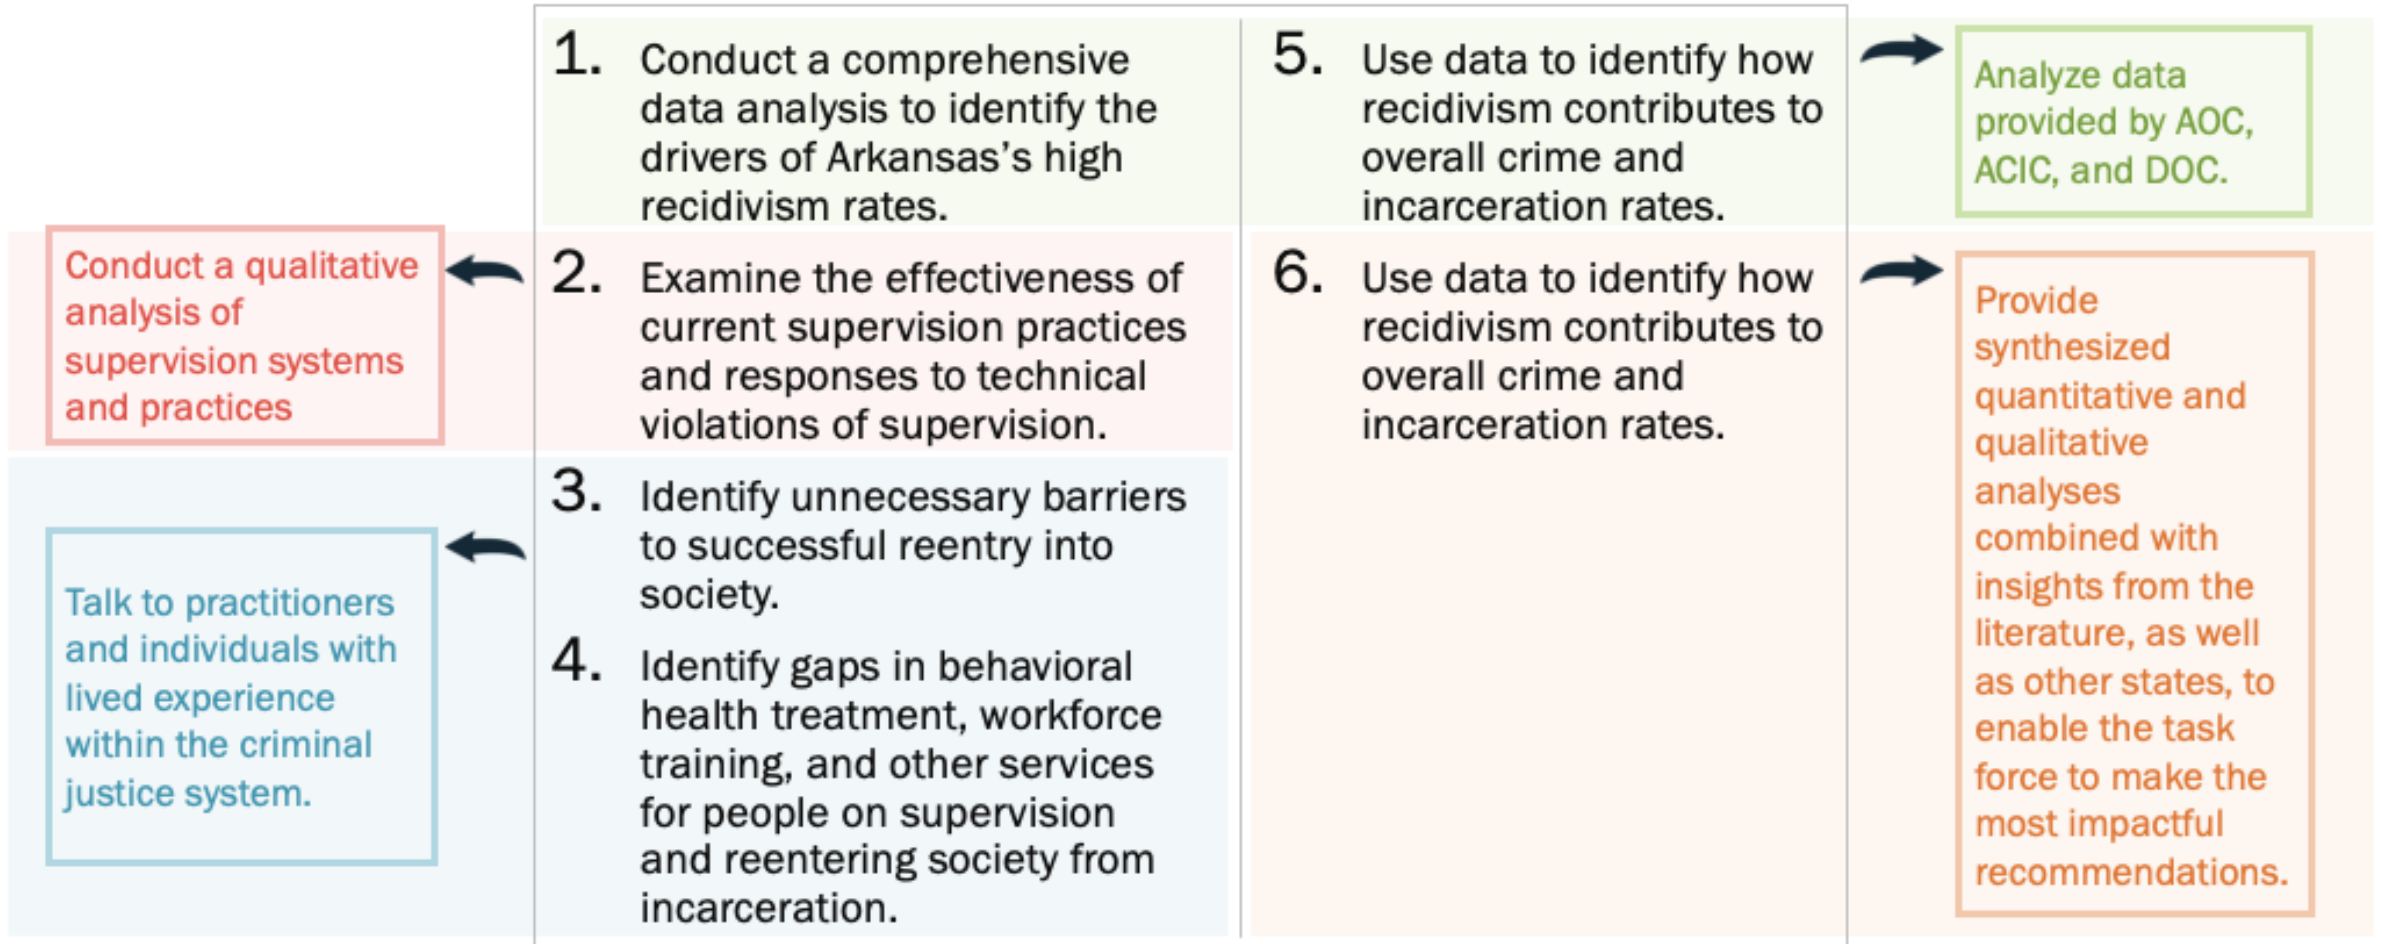 1. Conduct a comprehensive
data analysis to identify the
drivers of Arkansas's high
recidivism rates.
Conduct a qualitative
analysis of
supervision systems
and practices
2. Examine the effectiveness of
current supervision practices
and responses to technical
violations of supervision.
Talk to practitioners
and individuals with
lived experience
within the criminal
justice system.
3. Identify unnecessary barriers
to successful reentry into
society.
4. Identify gaps in behavioral
health treatment, workforce
training, and other services
for people on supervision
and reentering society from
incarceration.
5. Use data to identify how
recidivism contributes to
overall crime and
incarceration rates.
Analyze data
provided by AOC,
ACIC, and DOC.
6. Use data to identify how
recidivism contributes to
overall crime and
incarceration rates.
Provide
synthesized
quantitative and
qualitative
analyses
combined with
insights from the
literature, as well
as other states, to
enable the task
force to make the
most impactful
recommendations.